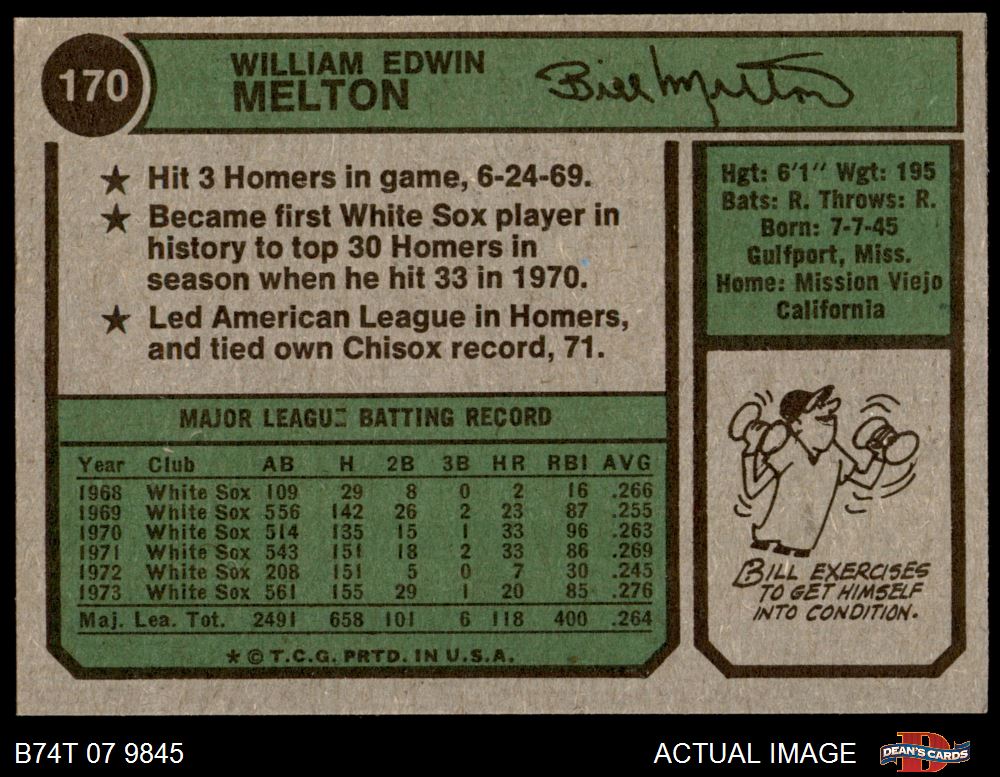 170
WILLIAM EDWIN
MELTON
Bill Melton
★ Hit 3 Homers in game, 6-24-69.
★ Became first White Sox player in
history to top 30 Homers in
season when he hit 33 in 1970.
★ Led American League in Homers,
and tied own Chisox record, 71.
Hgt: 6'1" Wgt: 195
Bats: R. Throws: R.
Born: 7-7-45
Gulfport, Miss.
Home: Mission Viejo
California
MAJOR LEAGUE BATTING RECORD
Year Club AB H 2B 3B HR RBI AVG
1968 White Sox 109 29 8 0 2 16 .266
1969 White Sox 556 142 26 2 23 87 .255
1970 White Sox 514 135 15 1 33 96 .263
1971 White Sox 543 151 18 2 33 86 .269
1972 White Sox 208 151 5 0 7 30 .245
1973 White Sox 561 155 29 1 20 85 .276
Maj. Lea. Tot. 2491 658 101 6 118 400 .264
★ © T.C.G. PRTD. IN U.S.A.
BILL EXERCISES
TO GET HIMSELF
INTO CONDITION.
B74T 07 9845
ACTUAL IMAGE
DEAN'S CARDS